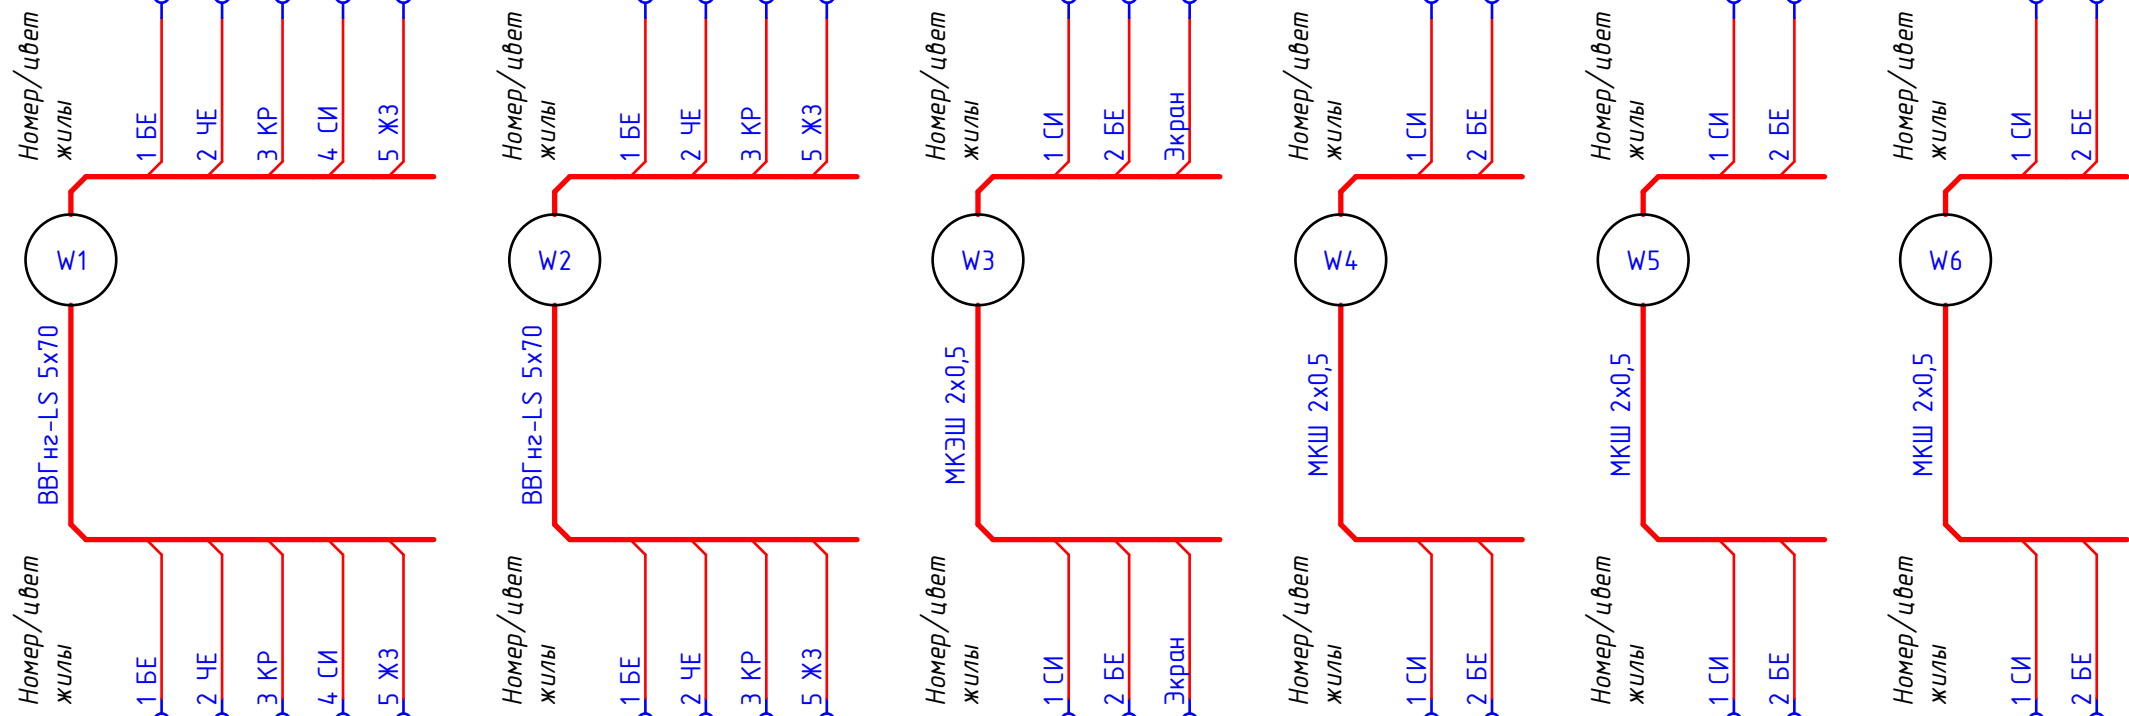 Номер/цвет
жилы
1 БЕ
2 ЧЕ
3 КР
4 СИ
5 ЖЗ
Номер/цвет
жилы
1 БЕ
2 ЧЕ
3 КР
5 ЖЗ
Номер/цвет
жилы
1 СИ
2 БЕ
Экран
Номер/цвет
жилы
1 СИ
2 БЕ
Номер/цвет
жилы
1 СИ
2 БЕ
Номер/цвет
жилы
1 СИ
2 БЕ
W1
W2
W3
W4
W5
W6
ВВГнг-LS 5x70
ВВГнг-LS 5x70
МКЭШ 2x0,5
МКШ 2x0,5
МКШ 2x0,5
МКШ 2x0,5
Номер/цвет
жилы
1 БЕ
2 ЧЕ
3 КР
4 СИ
5 ЖЗ
Номер/цвет
жилы
1 БЕ
2 ЧЕ
3 КР
5 ЖЗ
Номер/цвет
жилы
1 СИ
2 БЕ
Экран
Номер/цвет
жилы
1 СИ
2 БЕ
Номер/цвет
жилы
1 СИ
2 БЕ
Номер/цвет
жилы
1 СИ
2 БЕ